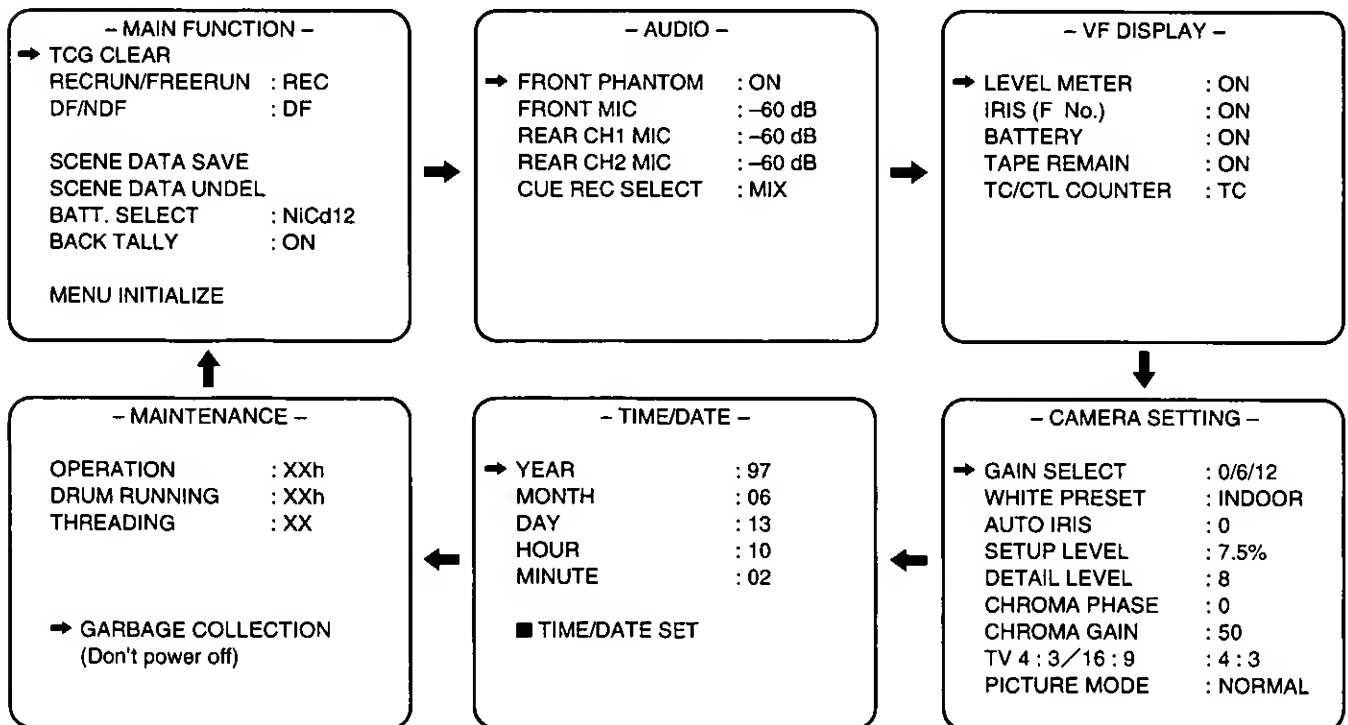 – MAIN FUNCTION –
➡ TCG CLEAR
RECRUN/FREERUN : REC
DF/NDF : DF
SCENE DATA SAVE
SCENE DATA UNDEL
BATT. SELECT : NiCd12
BACK TALLY : ON
MENU INITIALIZE
– AUDIO –
➡ FRONT PHANTOM : ON
FRONT MIC : –60 dB
REAR CH1 MIC : –60 dB
REAR CH2 MIC : –60 dB
CUE REC SELECT : MIX
– VF DISPLAY –
➡ LEVEL METER : ON
IRIS (F No.) : ON
BATTERY : ON
TAPE REMAIN : ON
TC/CTL COUNTER : TC
– MAINTENANCE –
OPERATION : XXh
DRUM RUNNING : XXh
THREADING : XX
➡ GARBAGE COLLECTION
(Don't power off)
– TIME/DATE –
➡ YEAR : 97
MONTH : 06
DAY : 13
HOUR : 10
MINUTE : 02
■ TIME/DATE SET
– CAMERA SETTING –
➡ GAIN SELECT : 0/6/12
WHITE PRESET : INDOOR
AUTO IRIS : 0
SETUP LEVEL : 7.5%
DETAIL LEVEL : 8
CHROMA PHASE : 0
CHROMA GAIN : 50
TV 4 : 3／16 : 9 : 4 : 3
PICTURE MODE : NORMAL